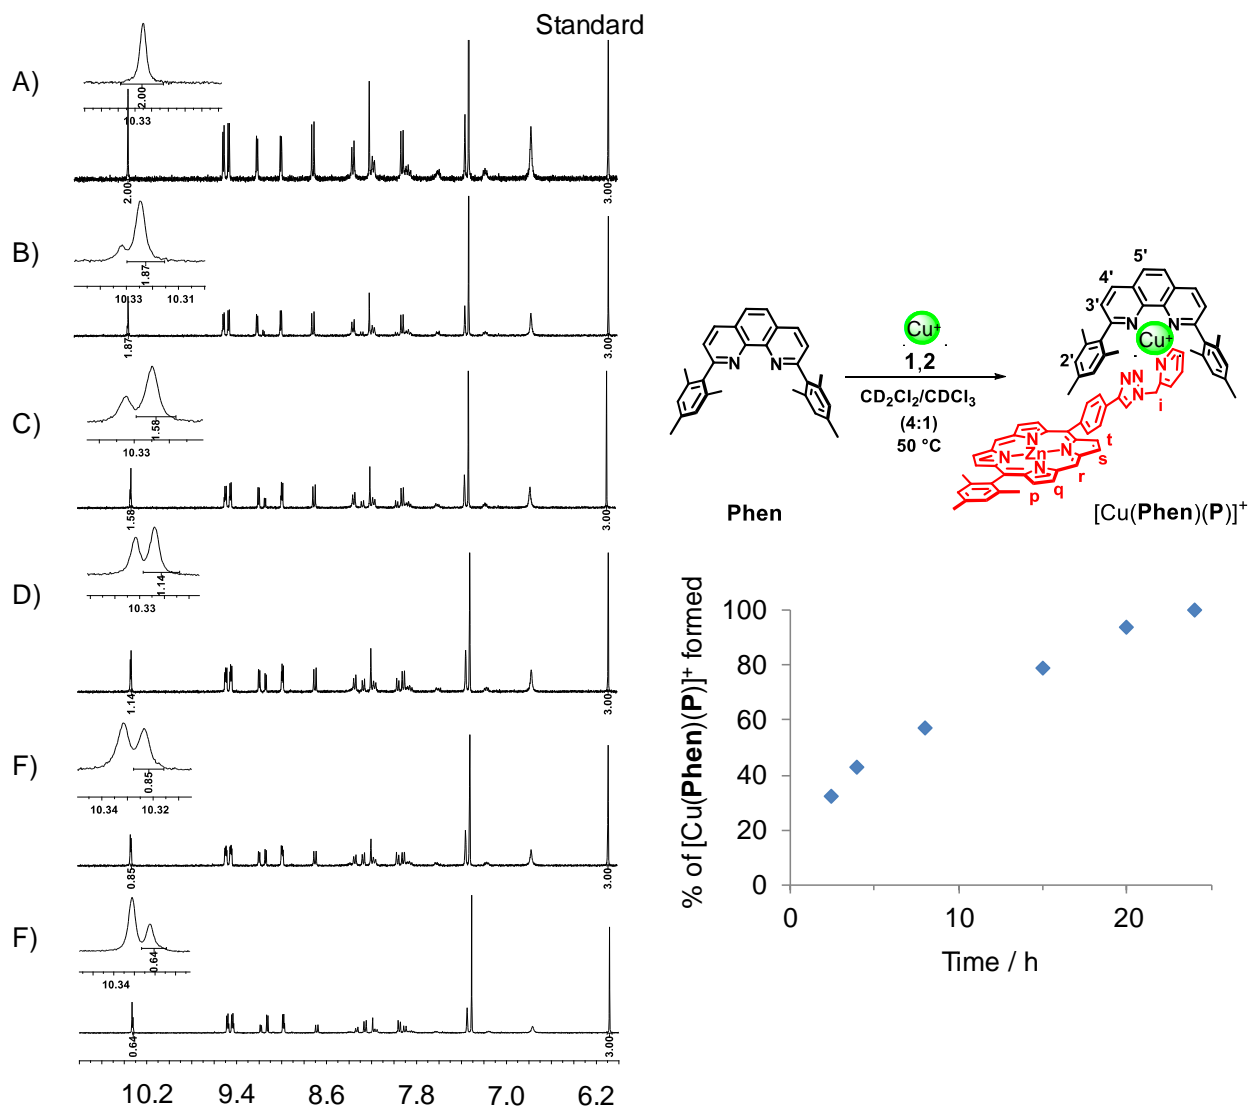 Standard
A)
2.00
10.33
2.00
3.00
B)
1.87
10.33 10.31
1.87
3.00
C)
1.58
10.33
1.58
3.00
D)
1.14
10.33
1.14
3.00
F)
0.85
10.34 10.32
0.85
3.00
F)
0.64
10.34
0.64
3.00
10.2 9.4 8.6 7.8 7.0 6.2
N N
Phen
Cu+
1,2
CD2Cl2/CDCl3
(4:1)
50 °C
5'
4'
3'
N N
Cu+
2'
N
N=N
N
i
N
N Zn N
N
t
s
r
q
p
[Cu(Phen)(P)]+
% of [Cu(Phen)(P)]+ formed
100
80
60
40
20
0
0 10 20
Time / h